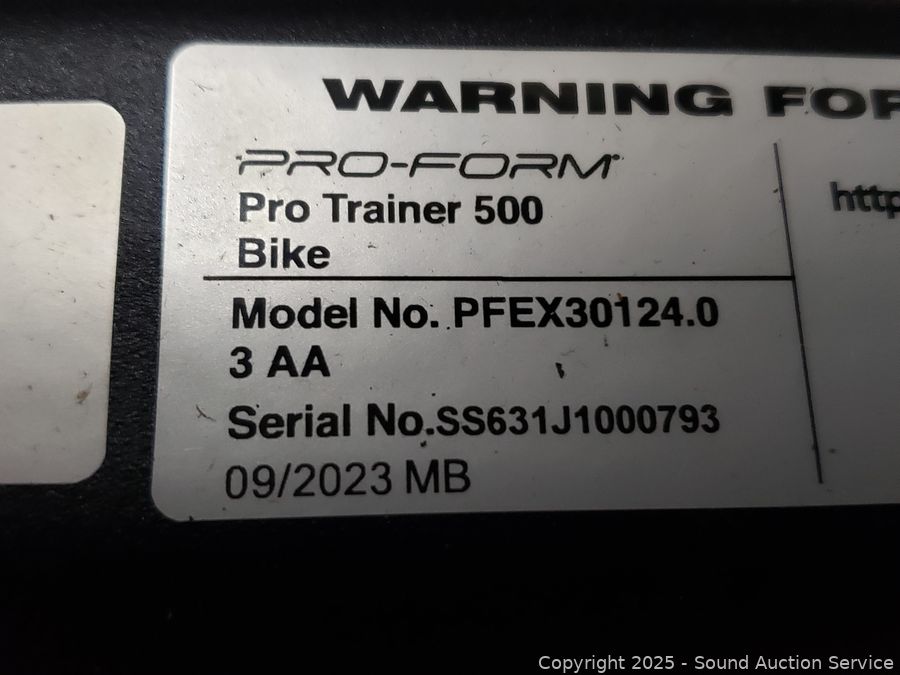 WARNING FOR
PRO-FORM
Pro Trainer 500
Bike
http
Model No. PFEX30124.0
3 AA
Serial No.SS631J1000793
09/2023 MB
Copyright 2025 - Sound Auction Service